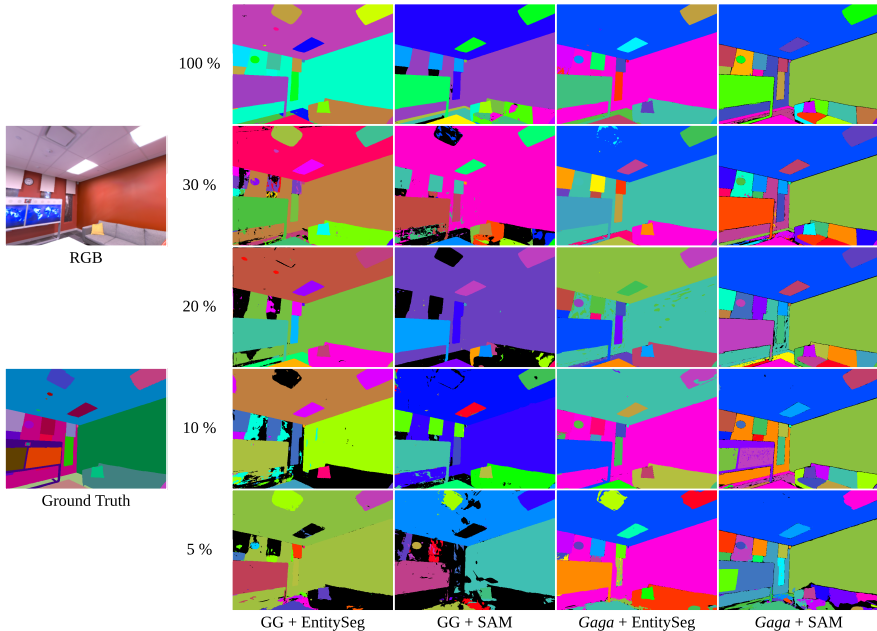 100 %
30 %
RGB
20 %
10 %
Ground Truth
5 %
GG + EntitySeg
GG + SAM
Gaga + EntitySeg
Gaga + SAM